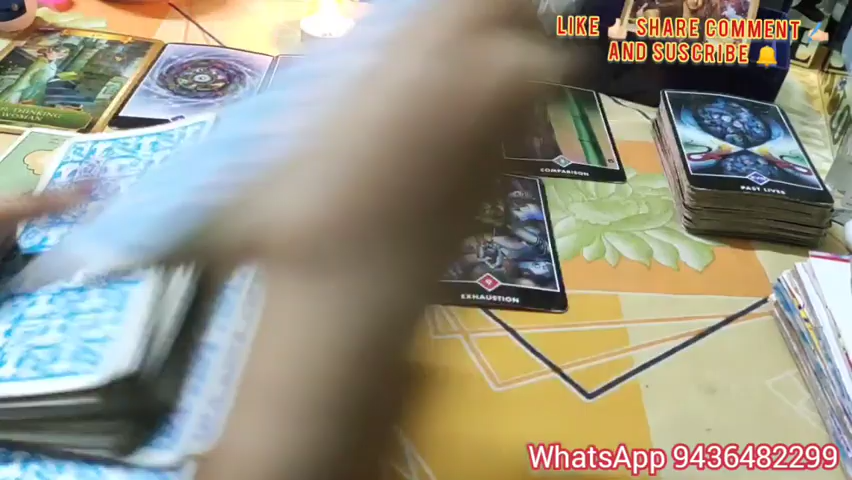 LIKE 👍🏻 SHARE COMMENT ✍🏻
AND SUSCRIBE 🔔
THINKING
WOMAN
COMPARISON
PAST LIVES
EXHAUSTION
WhatsApp 9436482299